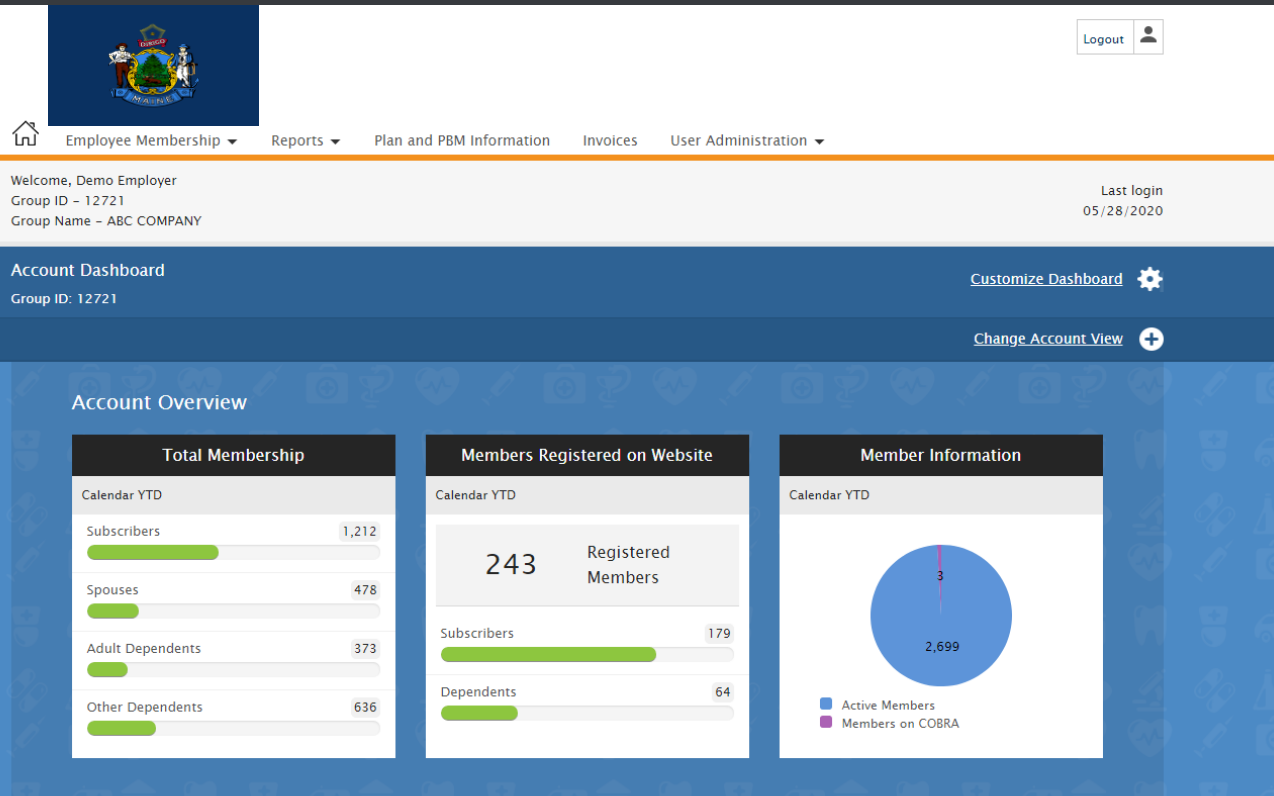 DIRIGO
MAINE
Logout
Employee Membership
Reports
Plan and PBM Information
Invoices
User Administration
Welcome, Demo Employer
Group ID – 12721
Group Name – ABC COMPANY
Last login
05/28/2020
Account Dashboard
Group ID: 12721
Customize Dashboard
Change Account View
Account Overview
Total Membership
Calendar YTD
Subscribers 1,212
Spouses 478
Adult Dependents 373
Other Dependents 636
Members Registered on Website
Calendar YTD
243 Registered
Members
Subscribers 179
Dependents 64
Member Information
Calendar YTD
3
2,699
Active Members
Members on COBRA